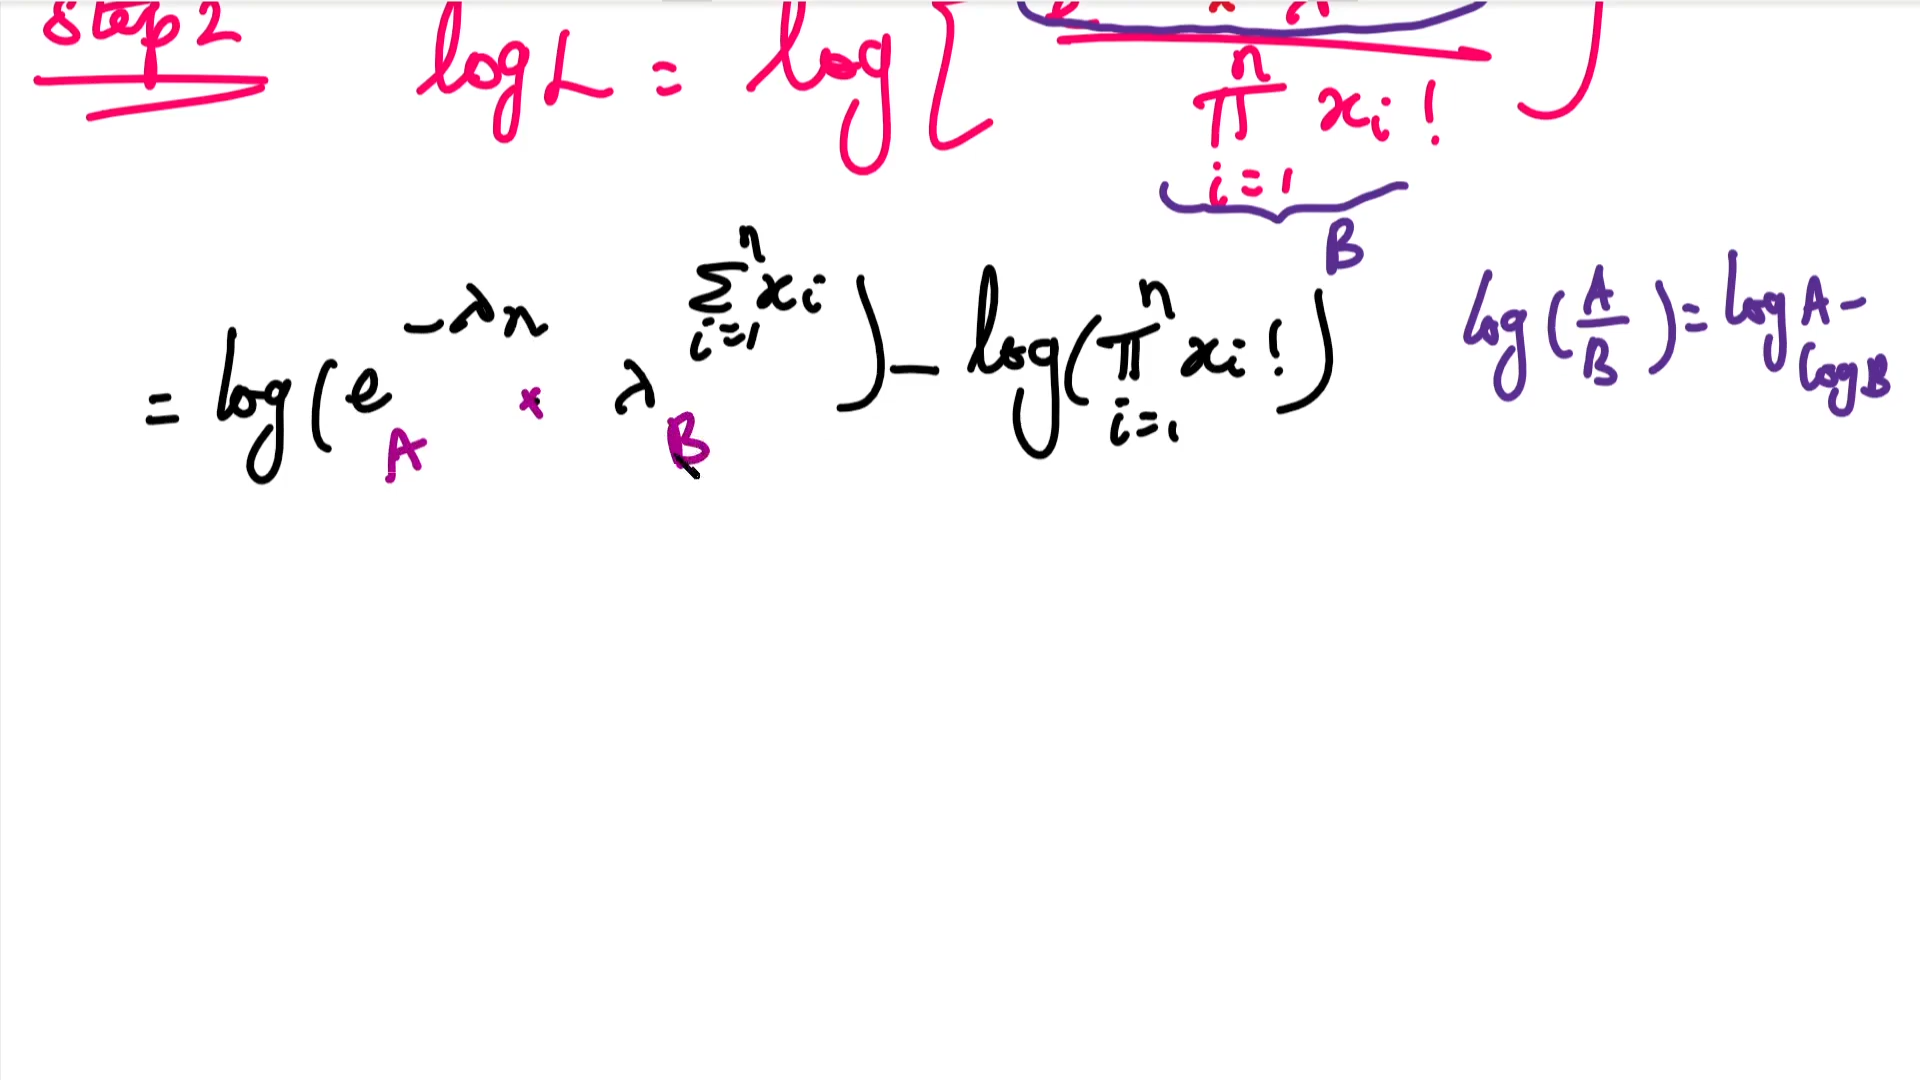 step 2 log L = log [ e * λ / n ∏ i=1 xi! ]
B
= log(e^(-λn) * λ^(n Σ i=1 xi)) - log(n ∏ i=1 xi!)
A B
log(A/B) = log A -
log B